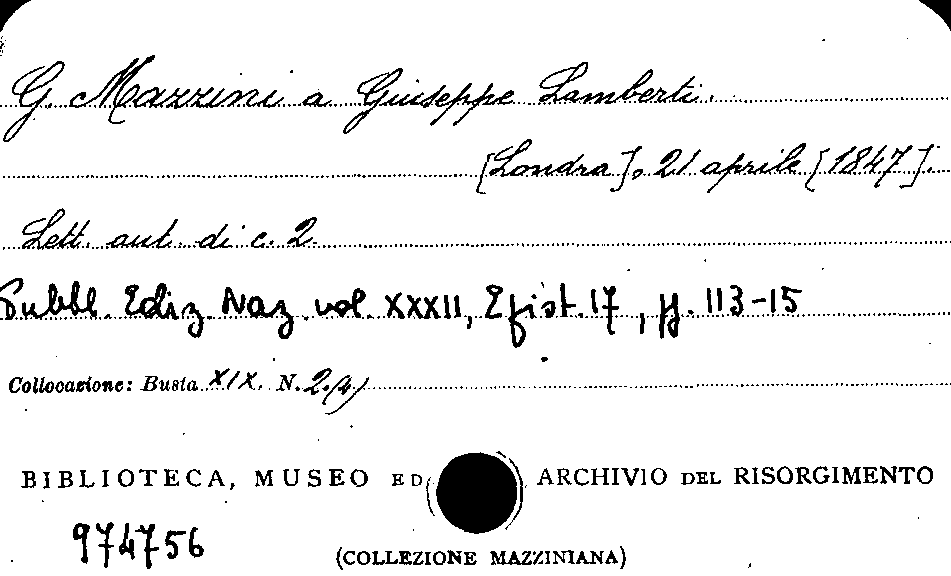 G. Mazzini a Giuseppe Lamberti.
[Londra], 21 aprile [1847].
Lett. aut. di c. 2
Pubbl. Ediz. Naz. vol. XXXII, Epist. 17, pp. 113-15
Collocazione: Busta XIX. N. 2.(4)
BIBLIOTECA, MUSEO ED ARCHIVIO DEL RISORGIMENTO
974756
(COLLEZIONE MAZZINIANA)